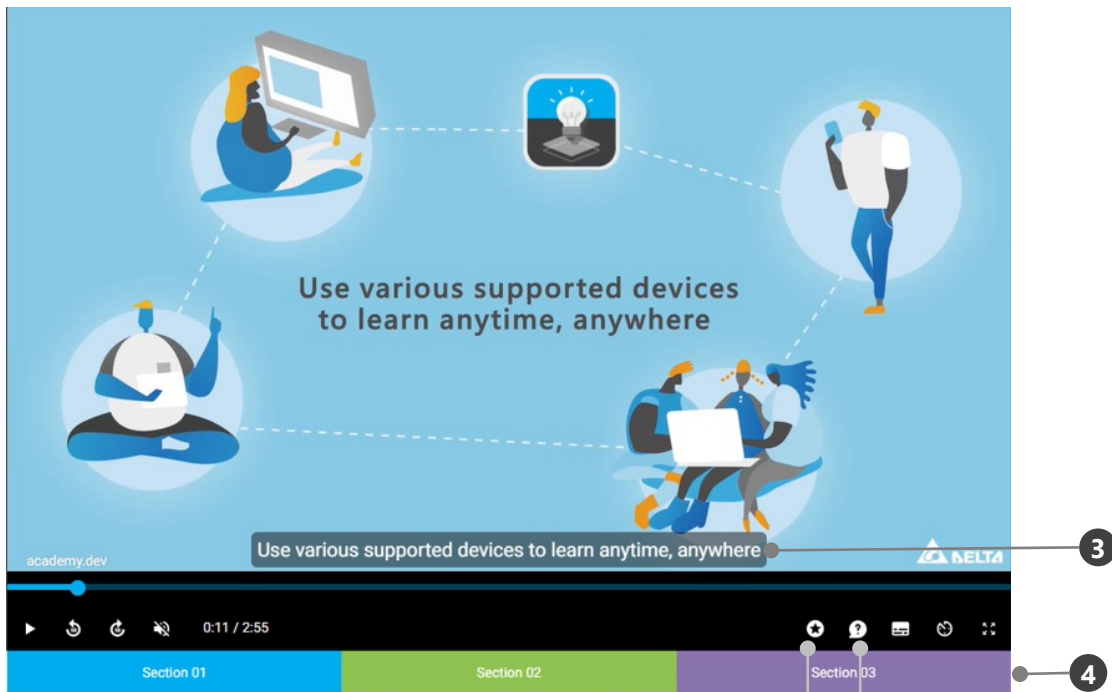 Use various supported devices
to learn anytime, anywhere
Use various supported devices to learn anytime, anywhere
academy.dev
DELTA
3
0:11 / 2:55
Section 01
Section 02
Section 03
4